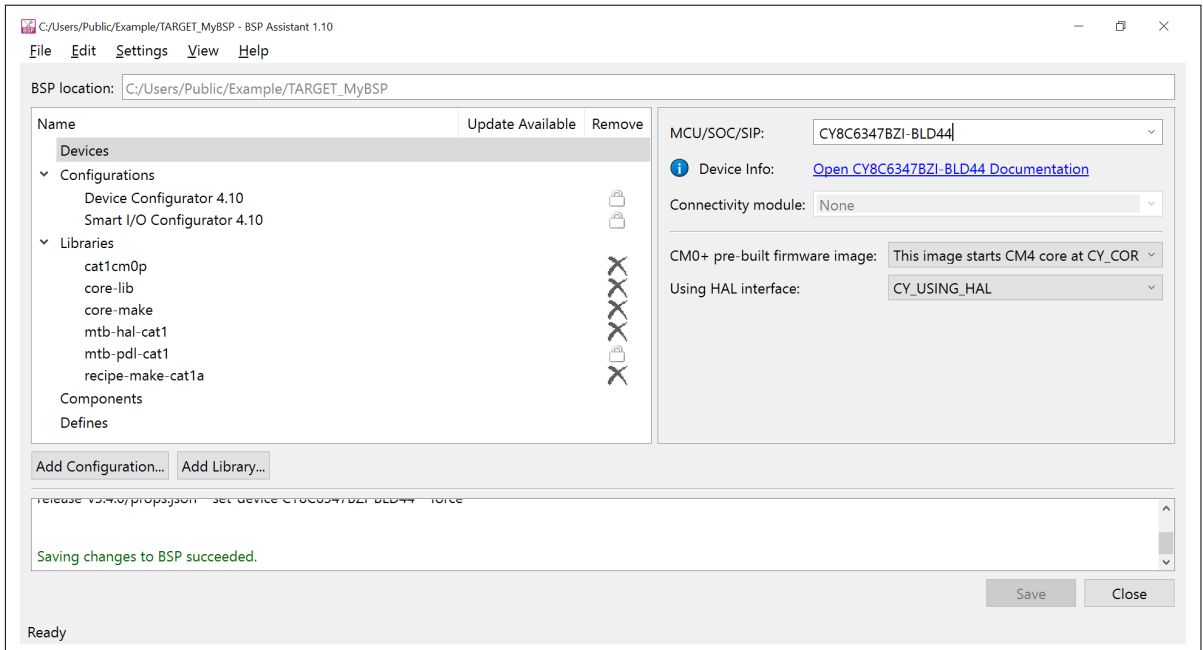 C:/Users/Public/Example/TARGET_MyBSP - BSP Assistant 1.10
File Edit Settings View Help
BSP location: C:/Users/Public/Example/TARGET_MyBSP
Name Update Available Remove
Devices
Configurations
Device Configurator 4.10
Smart I/O Configurator 4.10
Libraries
cat1cm0p
core-lib
core-make
mtb-hal-cat1
mtb-pdl-cat1
recipe-make-cat1a
Components
Defines
MCU/SOC/SIP: CY8C6347BZI-BLD44
Device Info: Open CY8C6347BZI-BLD44 Documentation
Connectivity module: None
CM0+ pre-built firmware image: This image starts CM4 core at CY_COR
Using HAL interface: CY_USING_HAL
Add Configuration... Add Library...
Saving changes to BSP succeeded.
Save Close
Ready